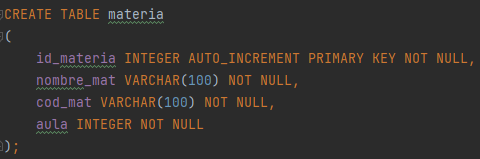 CREATE TABLE materia
(
id_materia INTEGER AUTO_INCREMENT PRIMARY KEY NOT NULL,
nombre_mat VARCHAR(100) NOT NULL,
cod_mat VARCHAR(100) NOT NULL,
aula INTEGER NOT NULL
);